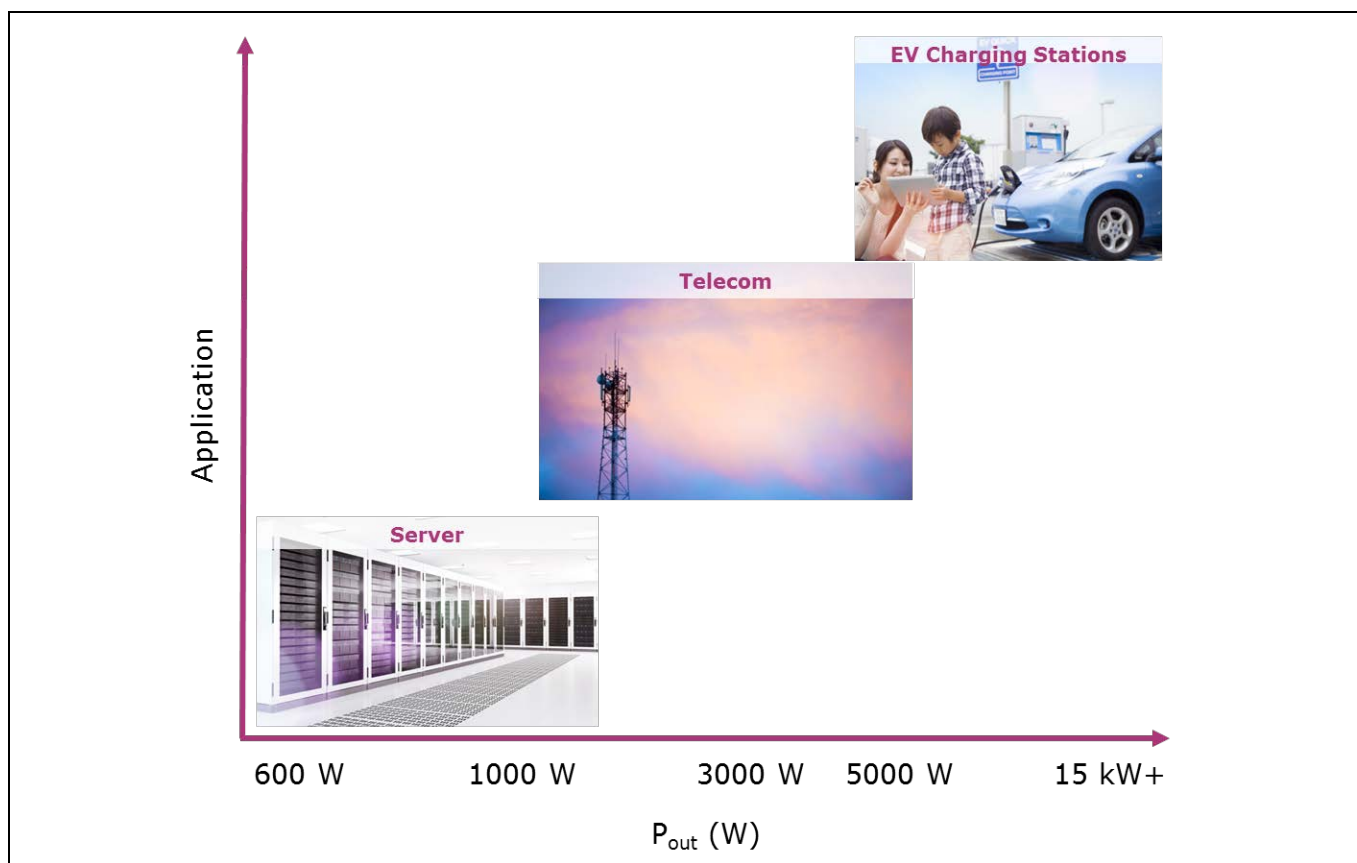 EV Charging Stations
Telecom
Application
Server
600 W 1000 W 3000 W 5000 W 15 kW+
Pout (W)